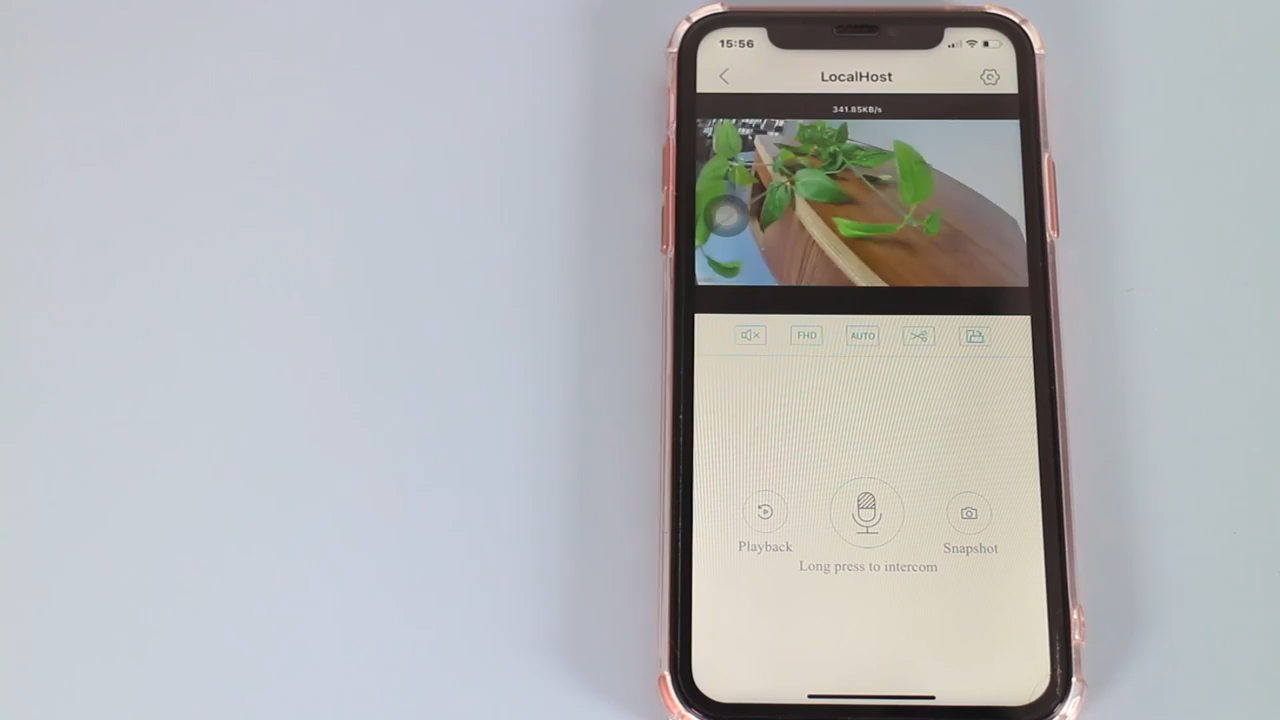 15:56
LocalHost
341.85KB/s
FHD
AUTO
Playback
Snapshot
Long press to intercom